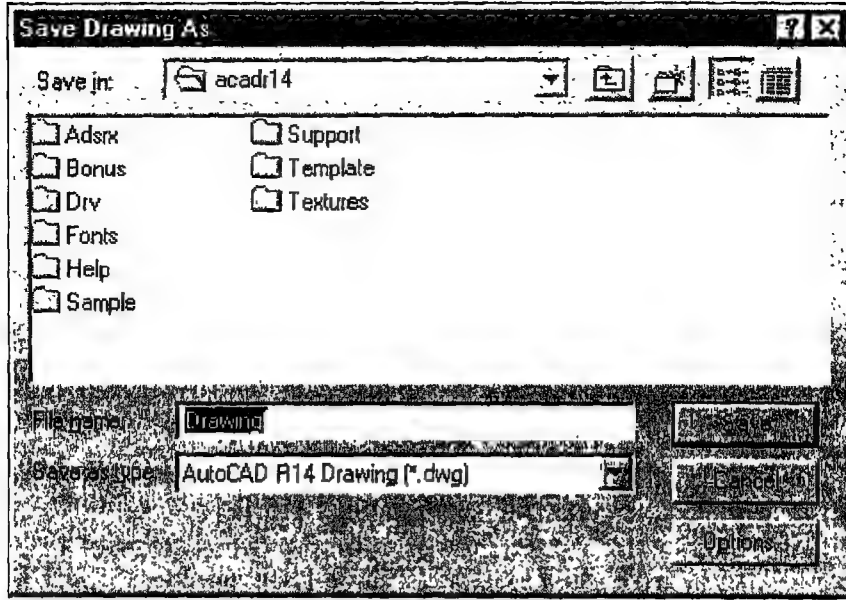 Save Drawing As
Save in: acadr14
Adsrx
Bonus
Drv
Fonts
Help
Sample
Support
Template
Textures
File name: Drawing
Save as type: AutoCAD R14 Drawing (*.dwg)
Save
Cancel
Options...